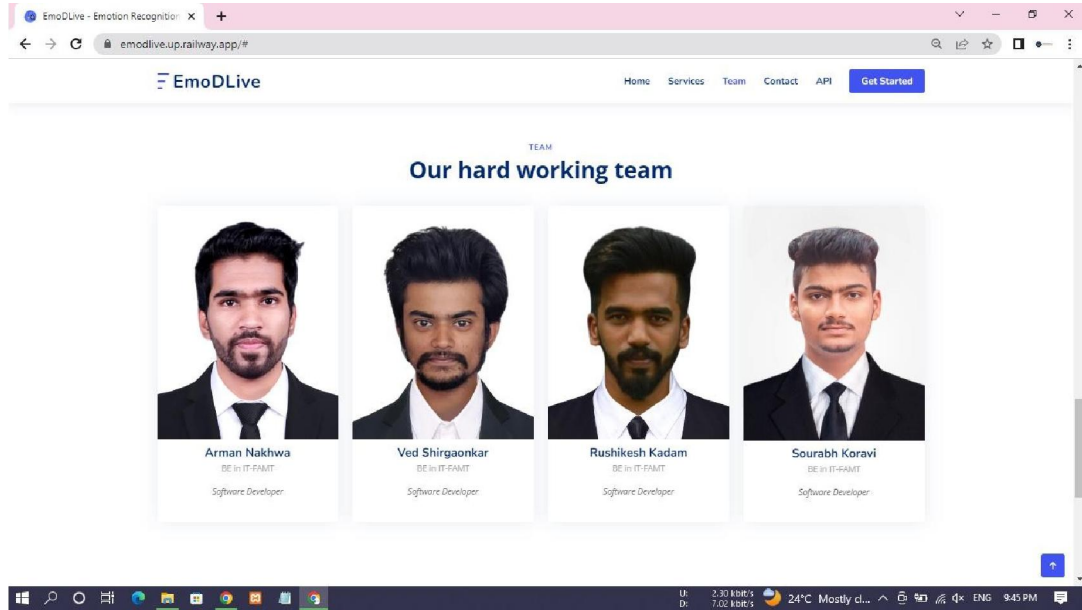 EmoDLive - Emotion Recognition
emodlive.up.railway.app/#
EmoDLive
Home Services Team Contact API Get Started
TEAM
Our hard working team
Arman Nakhwa Ved Shirgaonkar Rushikesh Kadam Sourabh Koravi
BE in IT-FAMT BE in IT-FAMT BE in IT-FAMT BE in IT-FAMT
Software Developer Software Developer Software Developer Software Developer
U: 2.30 kbit/s
D: 7.02 kbit/s
24°C Mostly cl... ENG 9:45 PM